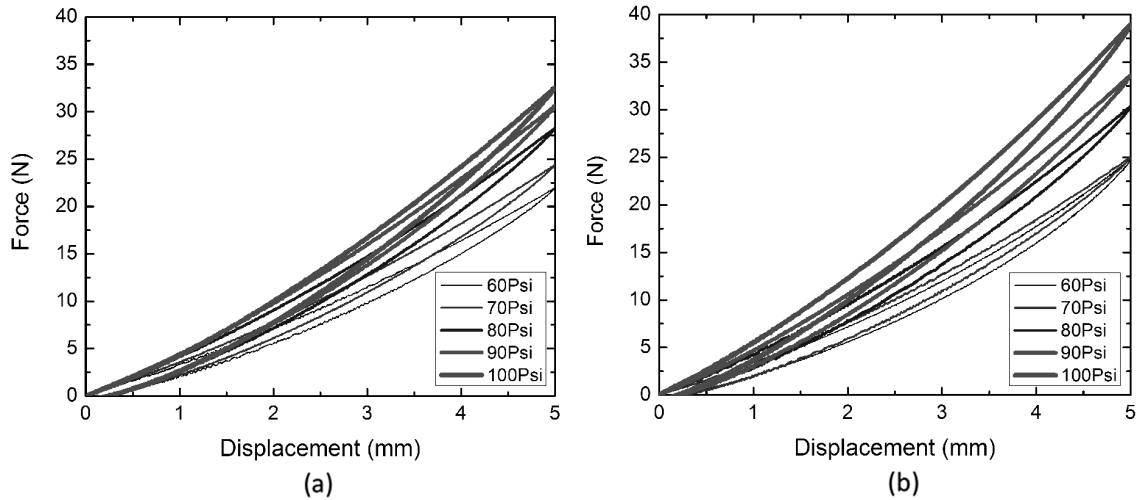 40
35
30
25
20
15
10
5
0
Force (N)
60Psi
70Psi
80Psi
90Psi
100Psi
0 1 2 3 4 5
Displacement (mm)
(a)
40
35
30
25
20
15
10
5
0
Force (N)
60Psi
70Psi
80Psi
90Psi
100Psi
0 1 2 3 4 5
Displacement (mm)
(b)